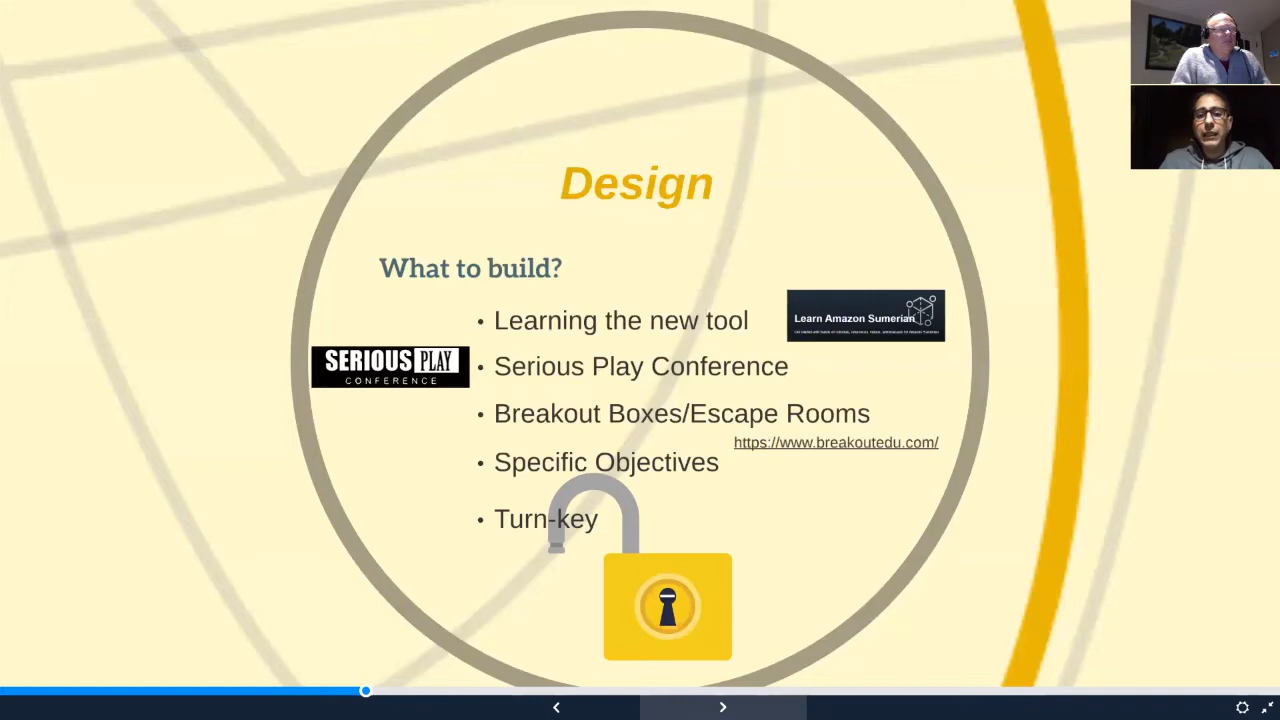 Design
What to build?
• Learning the new tool
Learn Amazon Sumerian
SERIOUS PLAY
CONFERENCE
• Serious Play Conference
• Breakout Boxes/Escape Rooms
https://www.breakoutedu.com/
• Specific Objectives
• Turn-key